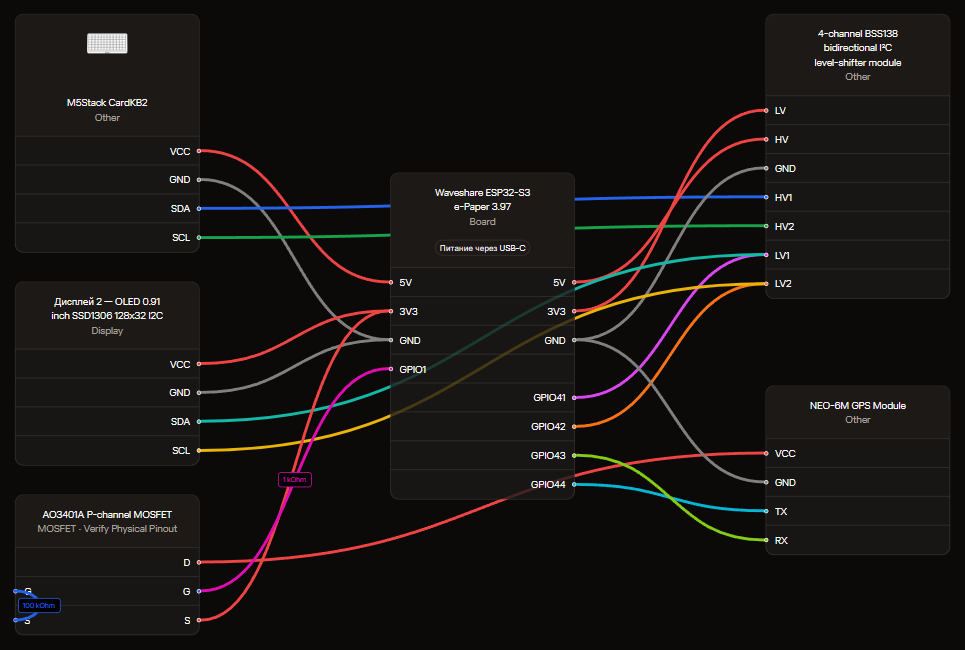 M5Stack CardKB2
Other
VCC
GND
SDA
SCL
Дисплей 2 — OLED 0.91
inch SSD1306 128x32 I2C
Display
VCC
GND
SDA
SCL
AO3401A P-channel MOSFET
MOSFET - Verify Physical Pinout
D
G
G
S
S
100 kOhm
1 kOhm
Waveshare ESP32-S3
e-Paper 3.97
Board
Питание через USB-C
5V
5V
3V3
3V3
GND
GND
GPIO1
GPIO41
GPIO42
GPIO43
GPIO44
4-channel BSS138
bidirectional I²C
level-shifter module
Other
LV
HV
GND
HV1
HV2
LV1
LV2
NEO-6M GPS Module
Other
VCC
GND
TX
RX